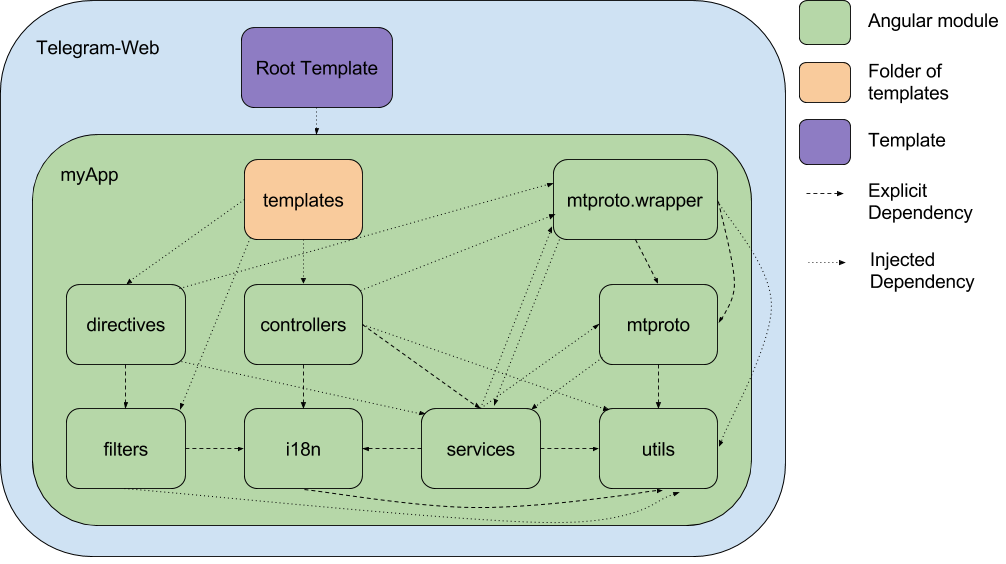 Telegram-Web
Root Template
myApp
templates
mtproto.wrapper
directives
controllers
mtproto
filters
i18n
services
utils
Angular module
Folder of
templates
Template
Explicit
Dependency
Injected
Dependency